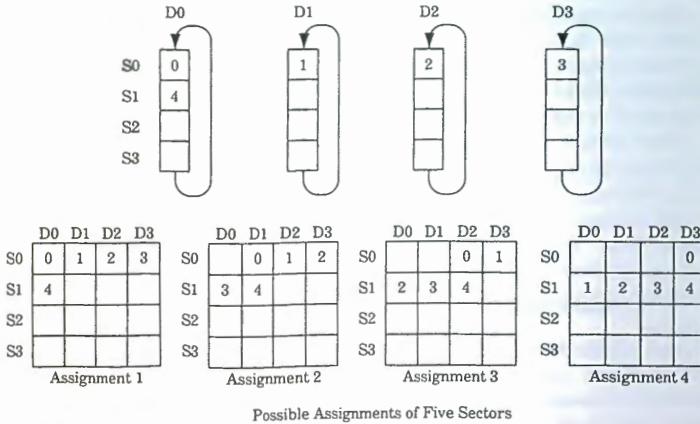 D0 D1 D2 D3
S0 0 1 2 3
S1 4
S2
S3
D0 D1 D2 D3
S0 0 1 2 3
S1 4
S2
S3
Assignment 1
D0 D1 D2 D3
S0 0 1 2
S1 3 4
S2
S3
Assignment 2
D0 D1 D2 D3
S0 0 1
S1 2 3 4
S2
S3
Assignment 3
D0 D1 D2 D3
S0 0
S1 1 2 3 4
S2
S3
Assignment 4
Possible Assignments of Five Sectors